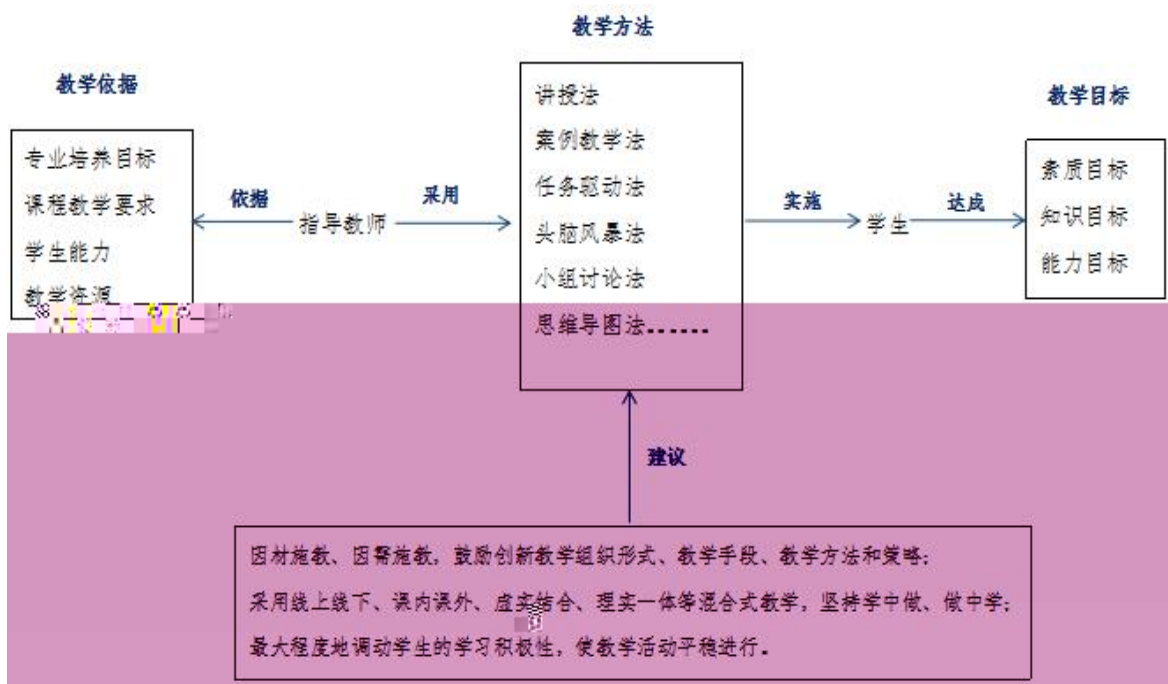 教学方法
教学依据
教学目标
讲授法
案例教学法
任务驱动法
头脑风暴法
小组讨论法
思维导图法......
专业培养目标
课程教学要求
学生能力
教学资源
依据
指导教师
采用
实施
学生
达成
素质目标
知识目标
能力目标
建议
因材施教、因需施教，鼓励创新教学组织形式、教学手段、教学方法和策略；
采用线上线下、课内课外、虚实结合、理实一体等混合式教学，坚持学中做、做中学；
最大程度地调动学生的学习积极性，使教学活动平稳进行。